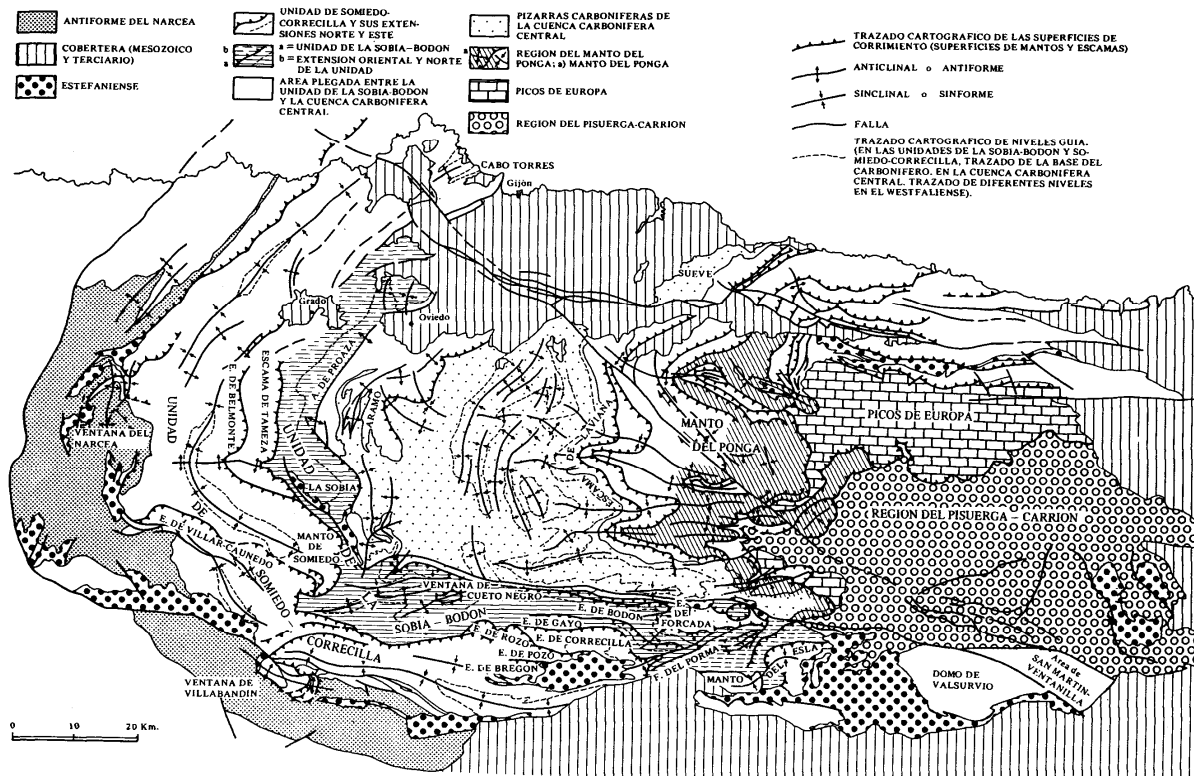 ANTIFORME DEL NARCEA
COBERTERA (MESOZOICO
Y TERCIARIO)
ESTEFANIENSE
UNIDAD DE SOMIEDO-
CORRECILLA Y SUS EXTEN-
SIONES NORTE Y ESTE
b
a
a = UNIDAD DE LA SOBIA-BODON
b = EXTENSION ORIENTAL Y NORTE
DE LA UNIDAD
AREA PLEGADA ENTRE LA
UNIDAD DE LA SOBIA-BODON
Y LA CUENCA CARBONIFERA
CENTRAL.
PIZARRAS CARBONIFERAS DE
LA CUENCA CARBONIFERA
CENTRAL
a
REGION DEL MANTO DEL
PONGA; a) MANTO DEL PONGA
PICOS DE EUROPA
REGION DEL PISUERGA-CARRION
TRAZADO CARTOGRAFICO DE LAS SUPERFICIES DE
CORRIMIENTO (SUPERFICIES DE MANTOS Y ESCAMAS)
ANTICLINAL o ANTIFORME
SINCLINAL o SINFORME
FALLA
TRAZADO CARTOGRAFICO DE NIVELES GUIA.
(EN LAS UNIDADES DE LA SOBIA-BODON Y SO-
MIEDO-CORRECILLA, TRAZADO DE LA BASE DEL
CARBONIFERO. EN LA CUENCA CARBONIFERA
CENTRAL. TRAZADO DE DIFERENTES NIVELES
EN EL WESTFALIENSE).
CABO TORRES
Gijòn
SUEVE
Grado
Oviedo
E. DE PROAZA
ESCAMA DE TAMEZA
E. DE BELMONTE
UNIDAD
UNIDAD
ARAMO
VENTANA DEL
NARCEA
LA SOBIA
DE LAVIANA
ESCAMA
MANTO
DEL PONGA
PICOS DE EUROPA
REGION DEL PISUERGA - CARRION
DE
E. DE VILLAR-CAUNEDO
MANTO
DE
SOMIEDO
DE
SOMIEDO
LA
VENTANA DE
CUETO NEGRO
SOBIA - BODON
E. DE BODON
E.
DE
FORCADA
E. DE GAYO
E. DE ROZO
E. DE CORRECILLA
CORRECILLA
E. DE POZO
E. DE BREGON
F. DEL PORMA
MANTO
DEL ESLA
DOMO DE
VALSURVIO
Area de
SAN MARTIN-
VENTANILLA
VENTANA DE
VILLABANDIN
0 10 20 Km.